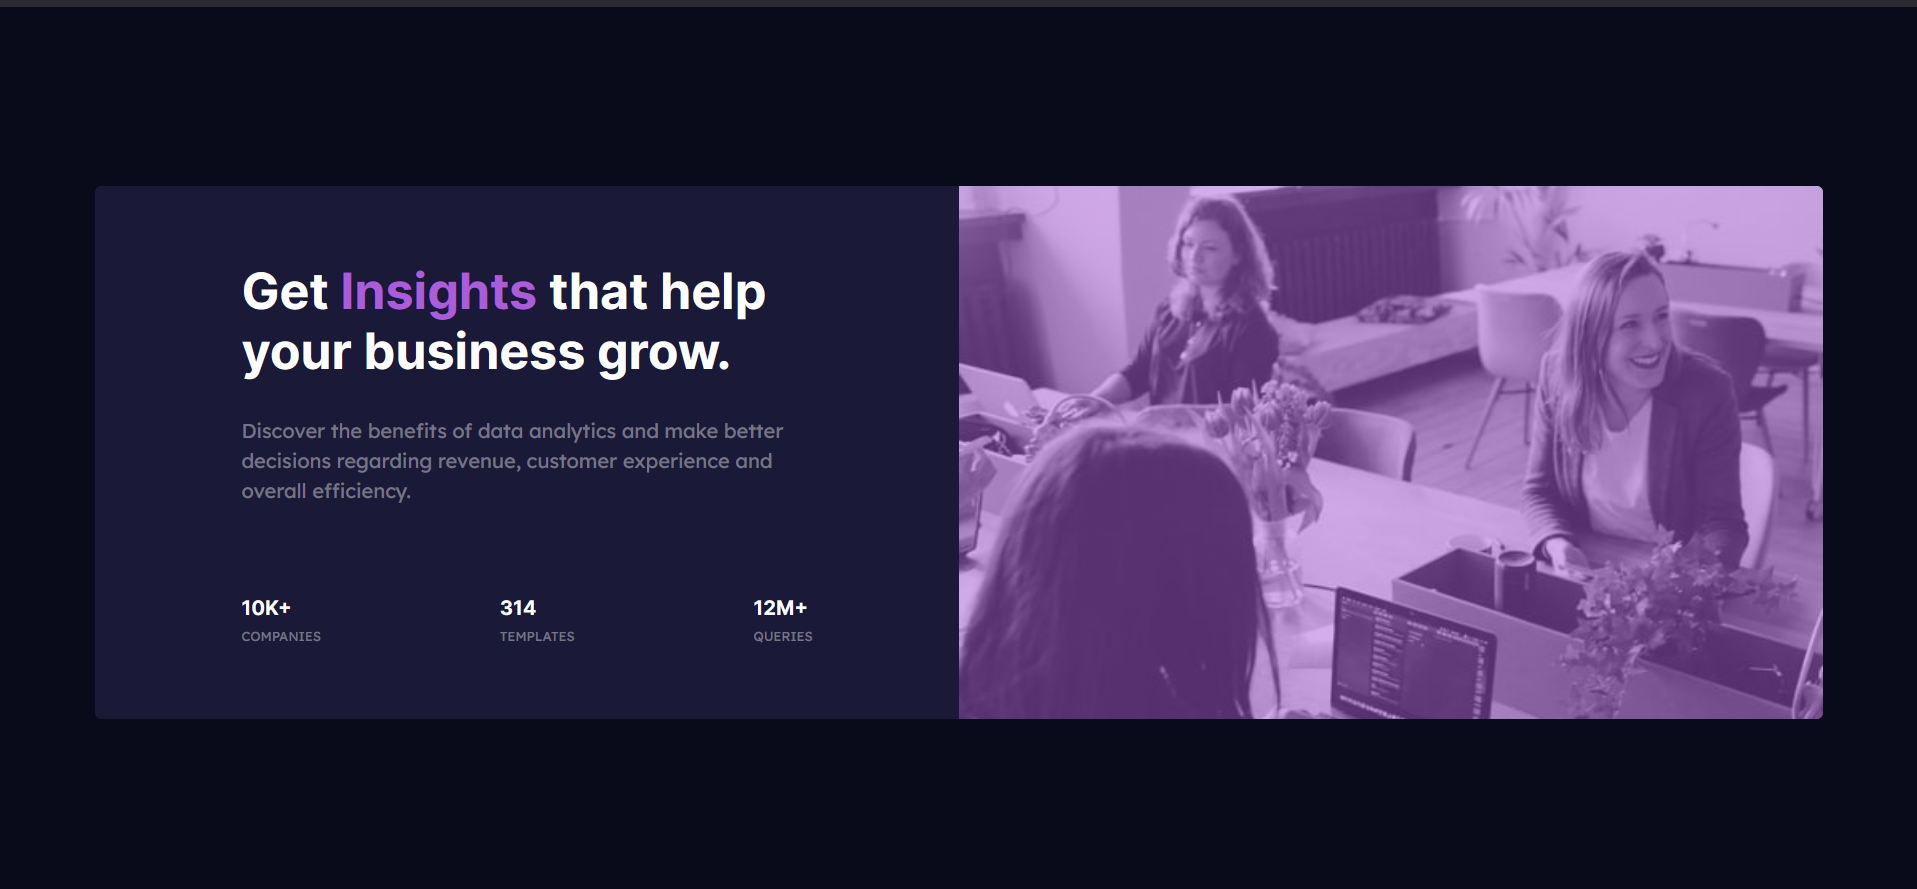 Get Insights that help
your business grow.
Discover the benefits of data analytics and make better
decisions regarding revenue, customer experience and
overall efficiency.
10K+
COMPANIES
314
TEMPLATES
12M+
QUERIES